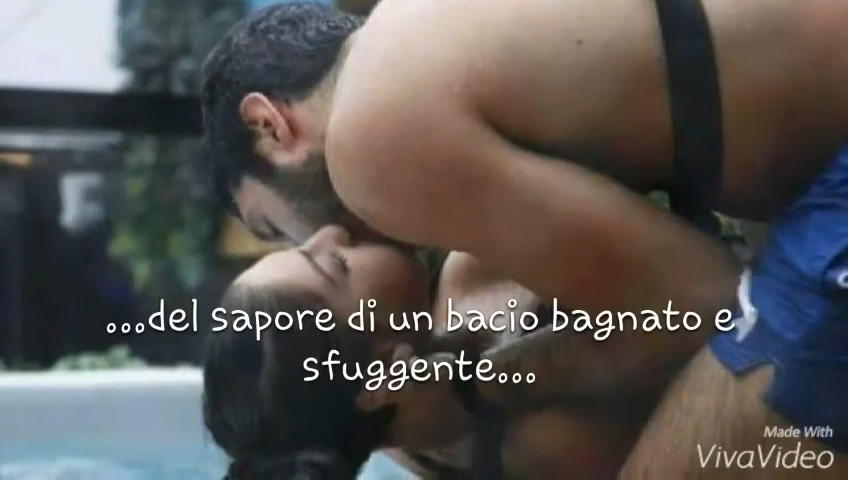 ...del sapore di un bacio bagnato e
sfuggente...
Made With
VivaVideo